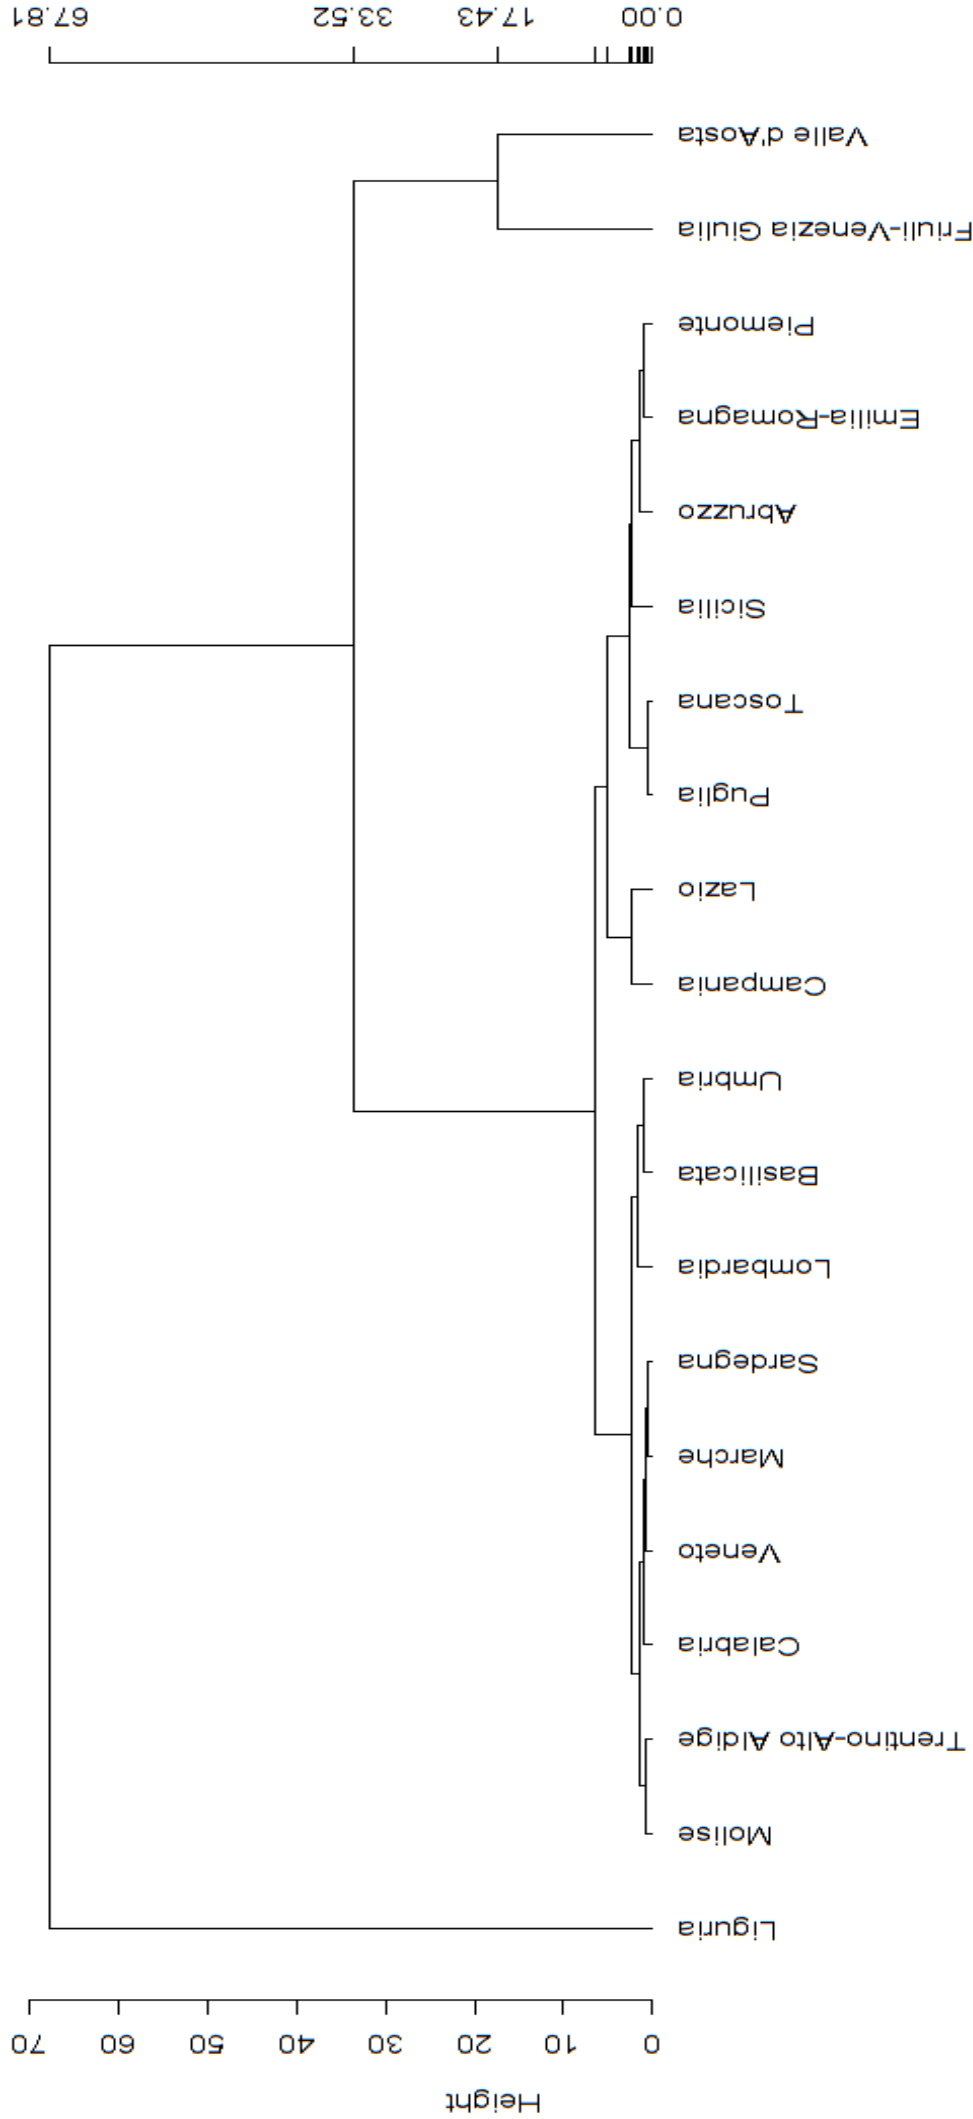 Height
0
10
20
30
40
50
60
70
Liguria
Molise
Trentino-Alto Aldige
Calabria
Veneto
Marche
Sardegna
Lombardia
Basilicata
Umbria
Campania
Lazio
Puglia
Toscana
Sicilia
Abruzzo
Emilia-Romagna
Piemonte
Friuli-Venezia Giulia
Valle d'Aosta
0.00
17.43
33.52
67.81